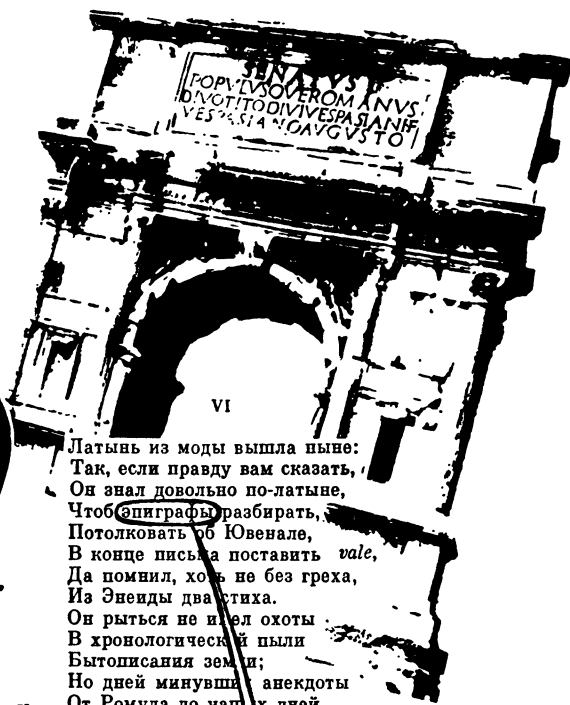 SENATVS
POPVLVSQVEROMANVS
DIVOTITODIVIVESPASIANIF
VESPASIANOAVGVSTO
VI
Латынь из моды вышла ныне:
Так, если правду вам сказать,
Он знал довольно по-латыне,
Чтоб эпиграфы разбирать,
Потолковать об Ювенале,
В конце письма поставить vale,
Да помнил, хоть не без греха,
Из Энеиды два стиха.
Он рыться не имел охоты
В хронологической пыли
Бытописания земли;
Но дней минувших анекдоты
От Ромула до наших дней